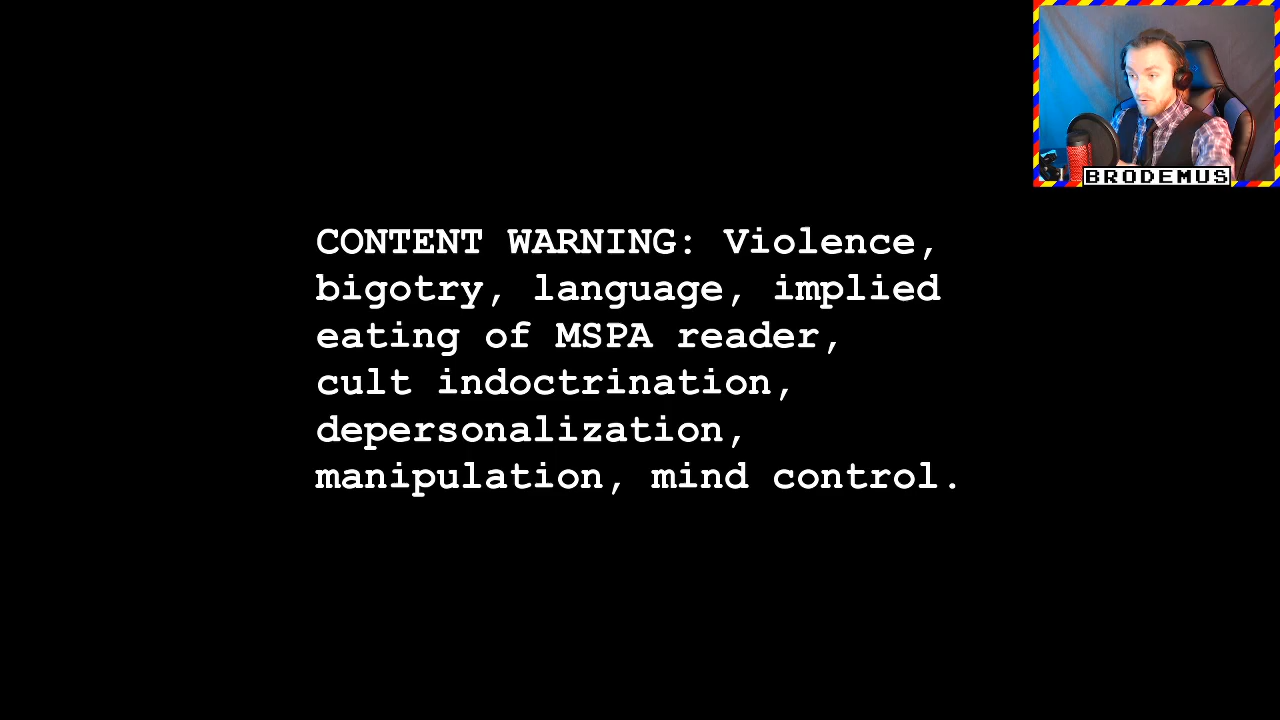 BRODEMUS
CONTENT WARNING: Violence,
bigotry, language, implied
eating of MSPA reader,
cult indoctrination,
depersonalization,
manipulation, mind control.